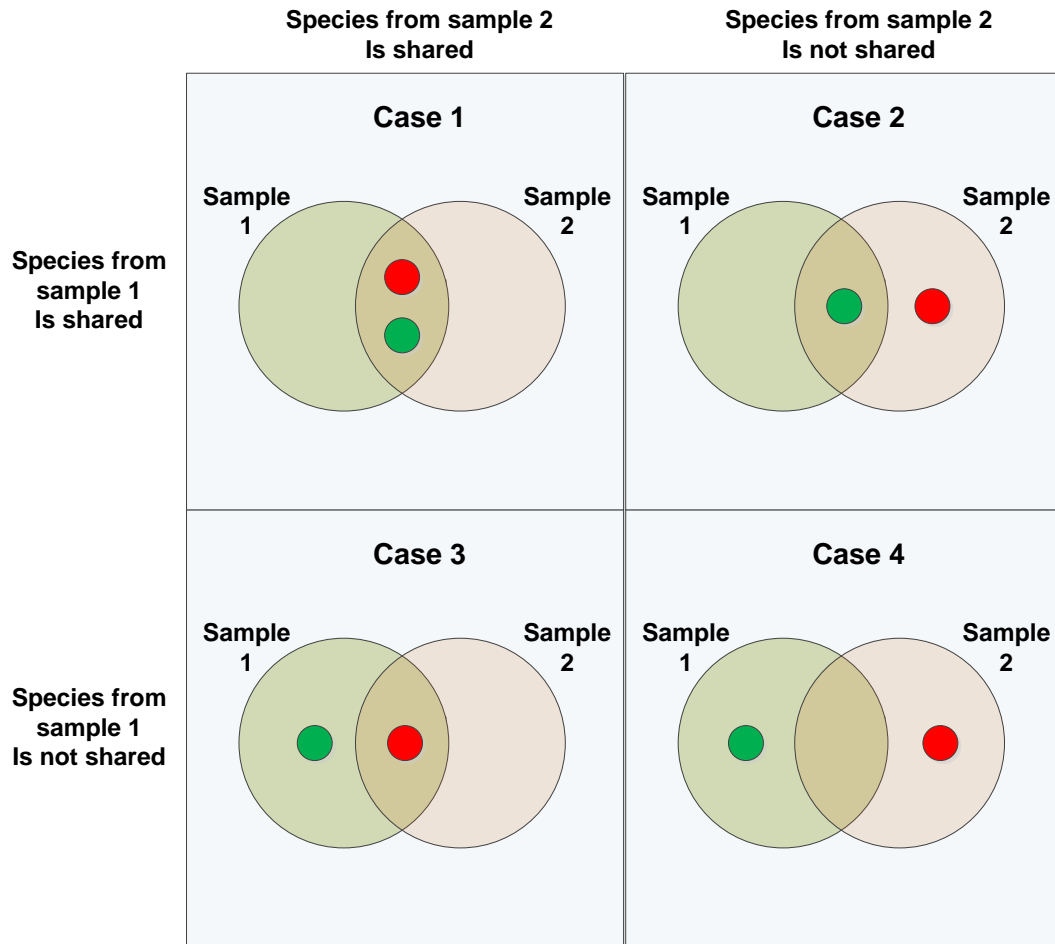 Species from sample 2
Is shared
Species from sample 2
Is not shared
Species from
sample 1
Is shared
Case 1
Sample
1
Sample
2
Case 2
Sample
1
Sample
2
Species from
sample 1
Is not shared
Case 3
Sample
1
Sample
2
Case 4
Sample
1
Sample
2